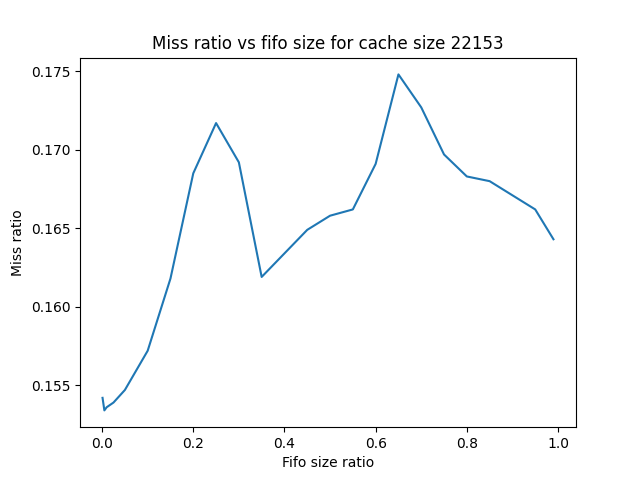 Miss ratio vs fifo size for cache size 22153
0.175
0.170
0.165
0.160
0.155
Miss ratio
0.0 0.2 0.4 0.6 0.8 1.0
Fifo size ratio